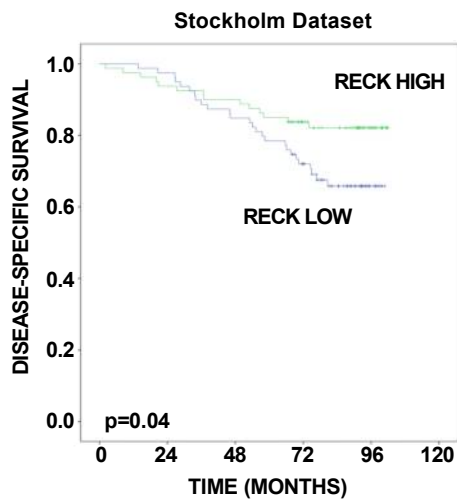 Stockholm Dataset
DISEASE-SPECIFIC SURVIVAL
1.0
0.8
0.6
0.4
0.2
0.0
RECK HIGH
RECK LOW
p=0.04
0 24 48 72 96 120
TIME (MONTHS)